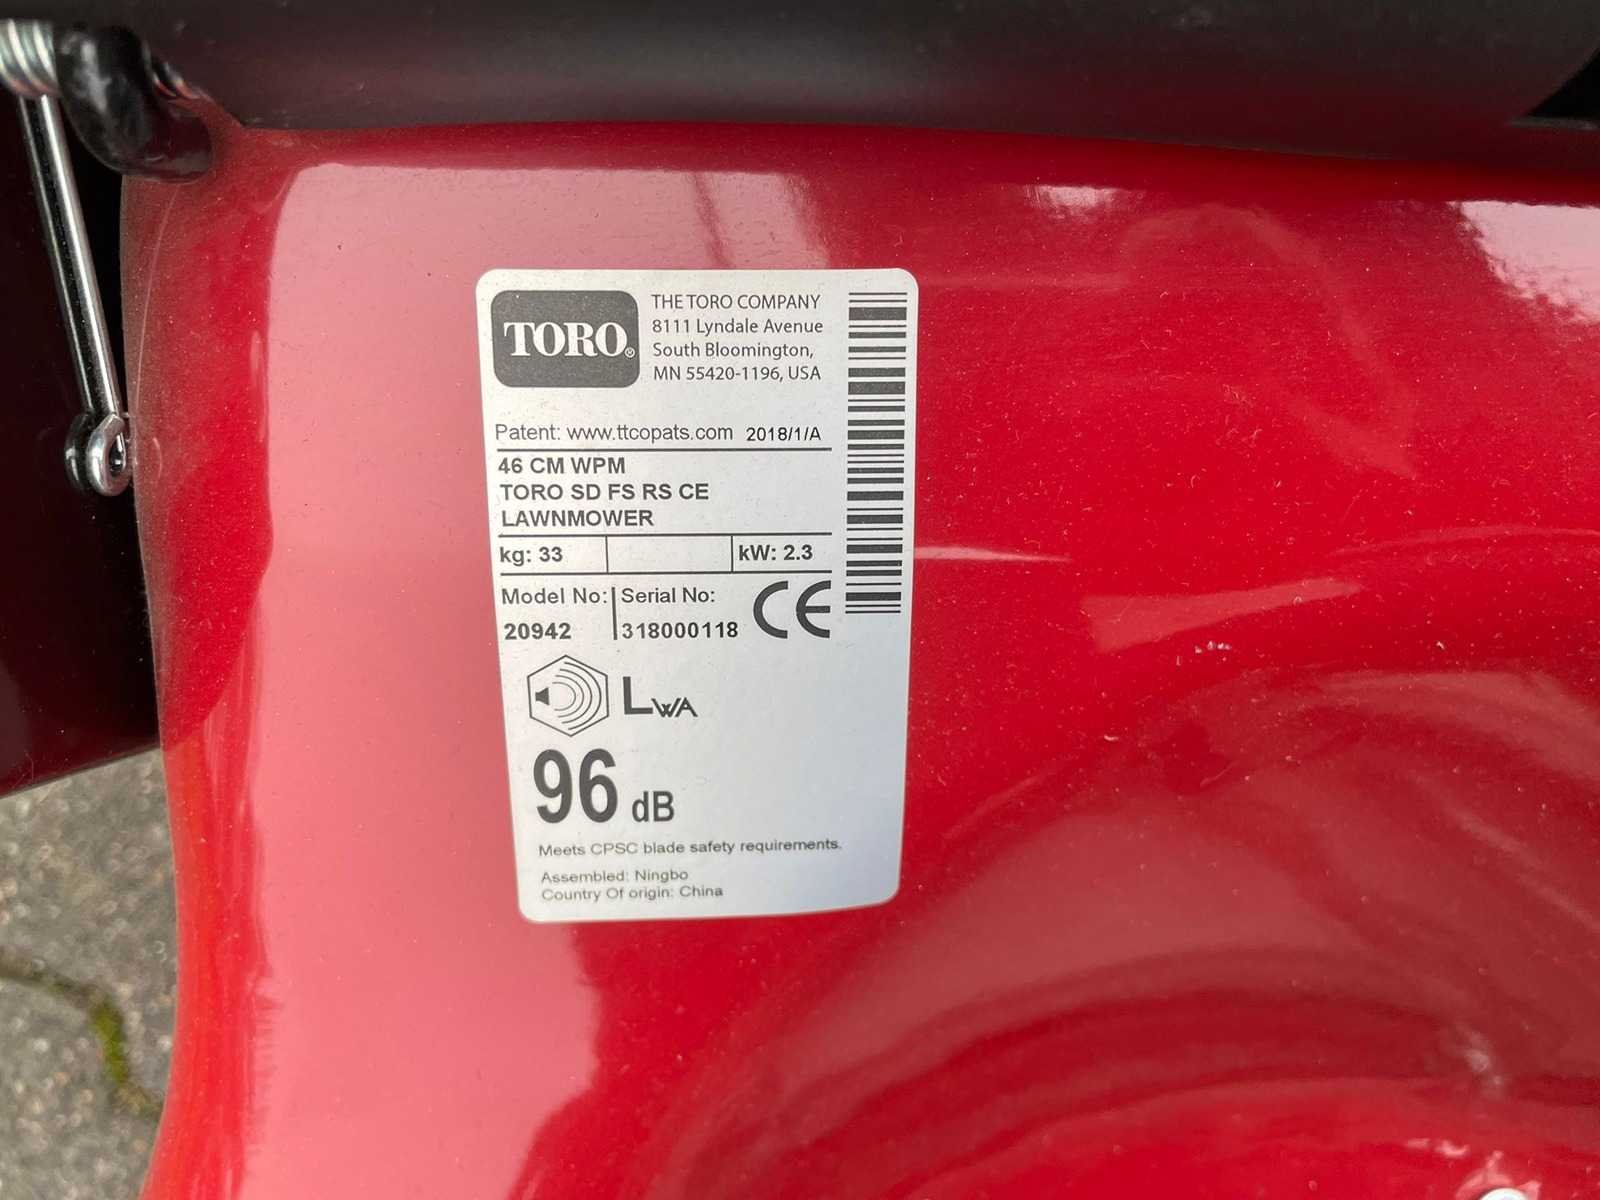 TORO®
THE TORO COMPANY
8111 Lyndale Avenue
South Bloomington,
MN 55420-1196, USA
Patent: www.ttcopats.com 2018/1/A
46 CM WPM
TORO SD FS RS CE
LAWNMOWER
kg: 33 kW: 2.3
Model No: Serial No:
20942 318000118
CE
LWA
96 dB
Meets CPSC blade safety requirements.
Assembled: Ningbo
Country Of origin: China